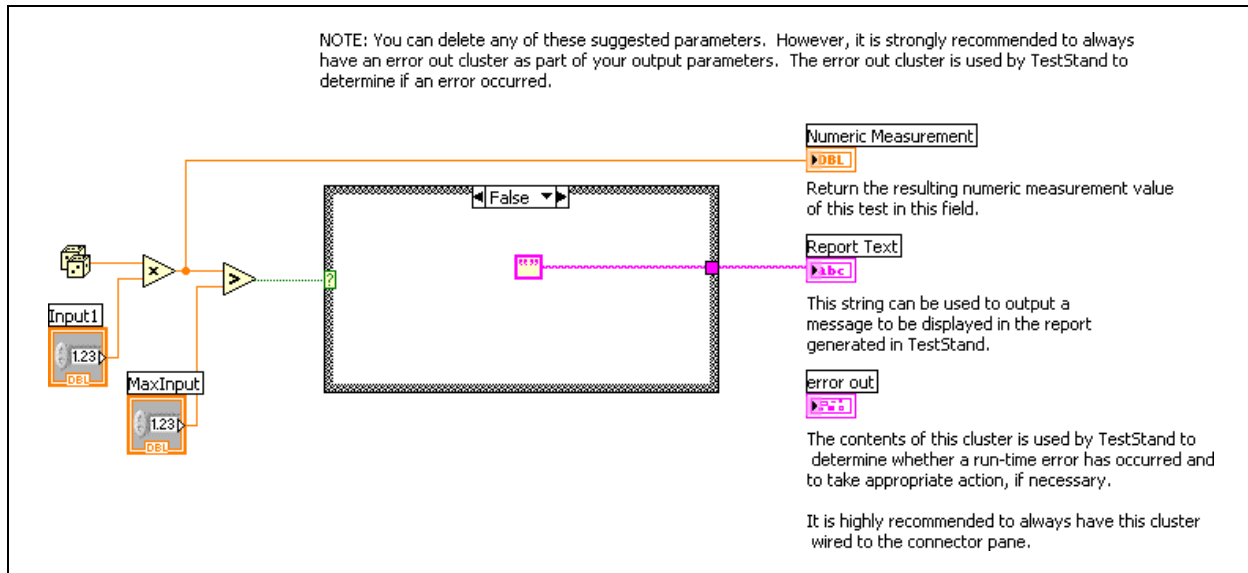 NOTE: You can delete any of these suggested parameters. However, it is strongly recommended to always
have an error out cluster as part of your output parameters. The error out cluster is used by TestStand to
determine if an error occurred.
Numeric Measurement
DBL
Return the resulting numeric measurement value
of this test in this field.
False
x
>
?
""
Report Text
abc
This string can be used to output a
message to be displayed in the report
generated in TestStand.
Input1
1.23
DBL
MaxInput
1.23
DBL
error out
The contents of this cluster is used by TestStand to
determine whether a run-time error has occurred and
to take appropriate action, if necessary.
It is highly recommended to always have this cluster
wired to the connector pane.